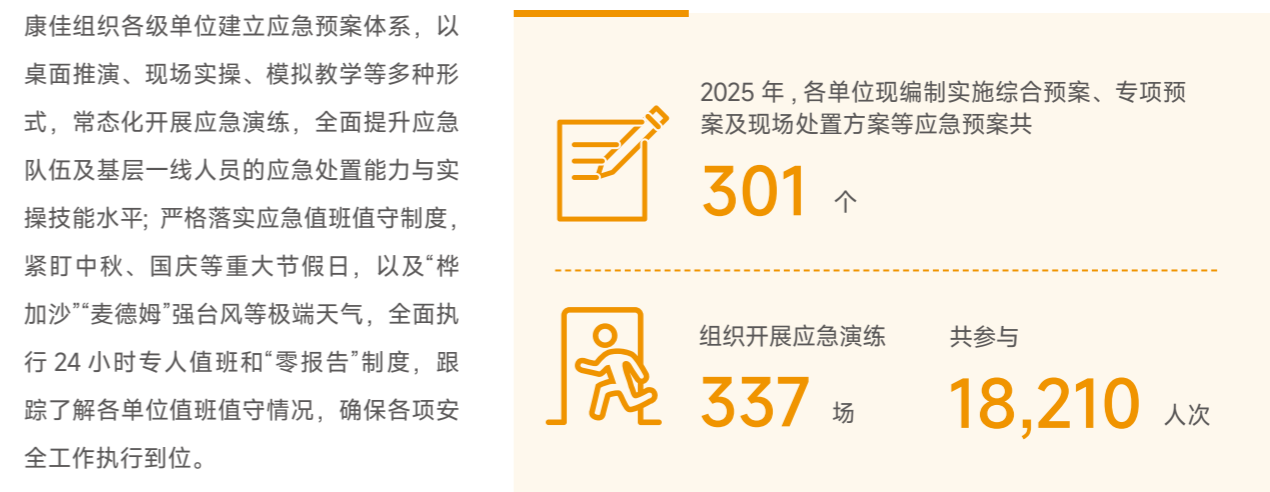 康佳组织各级单位建立应急预案体系，以
桌面推演、现场实操、模拟教学等多种形
式，常态化开展应急演练，全面提升应急
队伍及基层一线人员的应急处置能力与实
操技能水平; 严格落实应急值班值守制度，
紧盯中秋、国庆等重大节假日，以及“桦
加沙”“麦德姆”强台风等极端天气，全面执
行 24 小时专人值班和“零报告”制度，跟
踪了解各单位值班值守情况，确保各项安
全工作执行到位。
2025 年 , 各单位现编制实施综合预案、专项预
案及现场处置方案等应急预案共
301 个
组织开展应急演练 共参与
337 场 18,210 人次